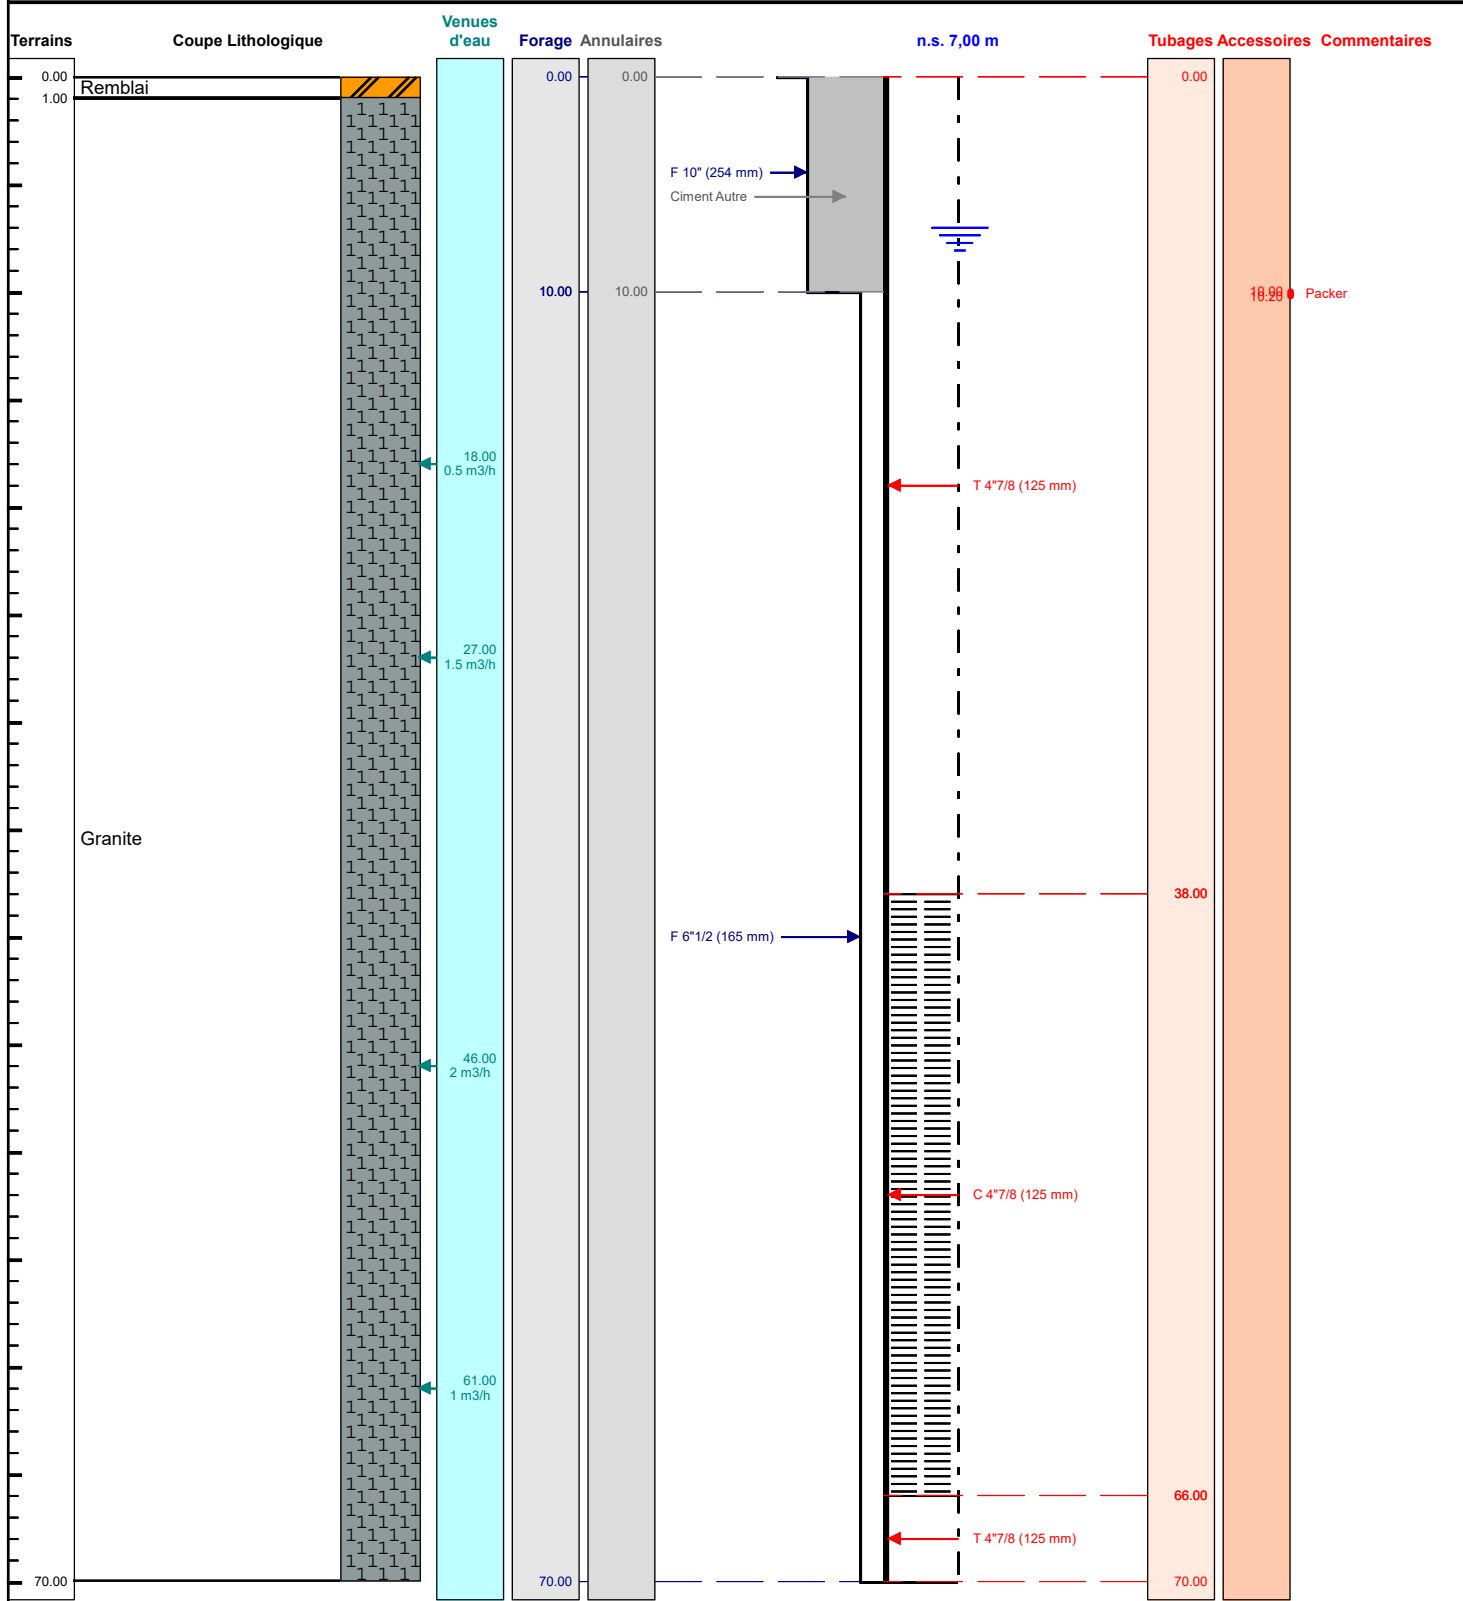 Terrains
Coupe Lithologique
Venues
d'eau
Forage
Annulaires
n.s. 7,00 m
Tubages
Accessoires
Commentaires
0.00
Remblai
0.00
0.00
0.00
1.00
F 10" (254 mm)
Ciment Autre
10.00
10.00
10.00
10.20
Packer
18.00
0.5 m3/h
T 4"7/8 (125 mm)
27.00
1.5 m3/h
Granite
38.00
F 6"1/2 (165 mm)
46.00
2 m3/h
C 4"7/8 (125 mm)
61.00
1 m3/h
66.00
T 4"7/8 (125 mm)
70.00
70.00
70.00